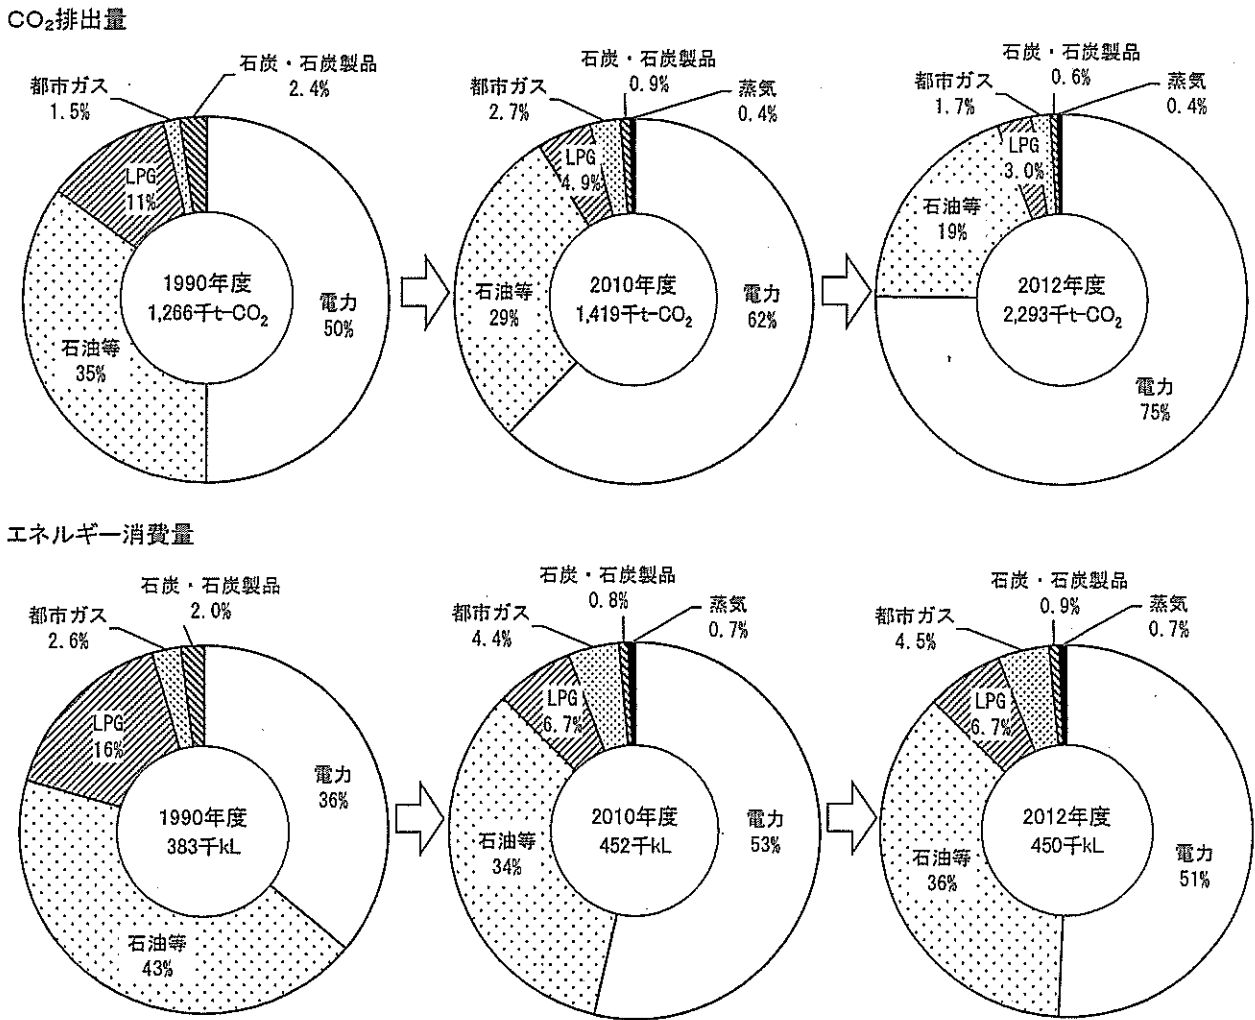 CO₂排出量
石炭・石炭製品
2.4%
都市ガス
1.5%
LPG
11%
石油等
35%
電力
50%
1990年度
1,266千t-CO₂
石炭・石炭製品
0.9%
都市ガス
2.7%
蒸気
0.4%
LPG
4.9%
石油等
29%
電力
62%
2010年度
1,419千t-CO₂
石炭・石炭製品
0.6%
都市ガス
1.7%
蒸気
0.4%
LPG
3.0%
石油等
19%
電力
75%
2012年度
2,293千t-CO₂
エネルギー消費量
石炭・石炭製品
2.0%
都市ガス
2.6%
LPG
16%
石油等
43%
電力
36%
1990年度
383千kL
石炭・石炭製品
0.8%
都市ガス
4.4%
蒸気
0.7%
LPG
6.7%
石油等
34%
電力
53%
2010年度
452千kL
石炭・石炭製品
0.9%
都市ガス
4.5%
蒸気
0.7%
LPG
6.7%
石油等
36%
電力
51%
2012年度
450千kL